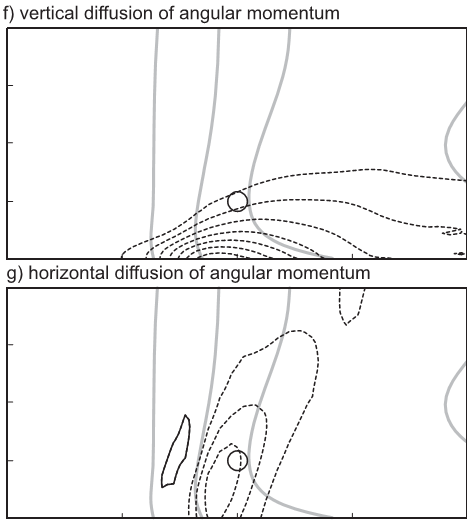 f) vertical diffusion of angular momentum
g) horizontal diffusion of angular momentum